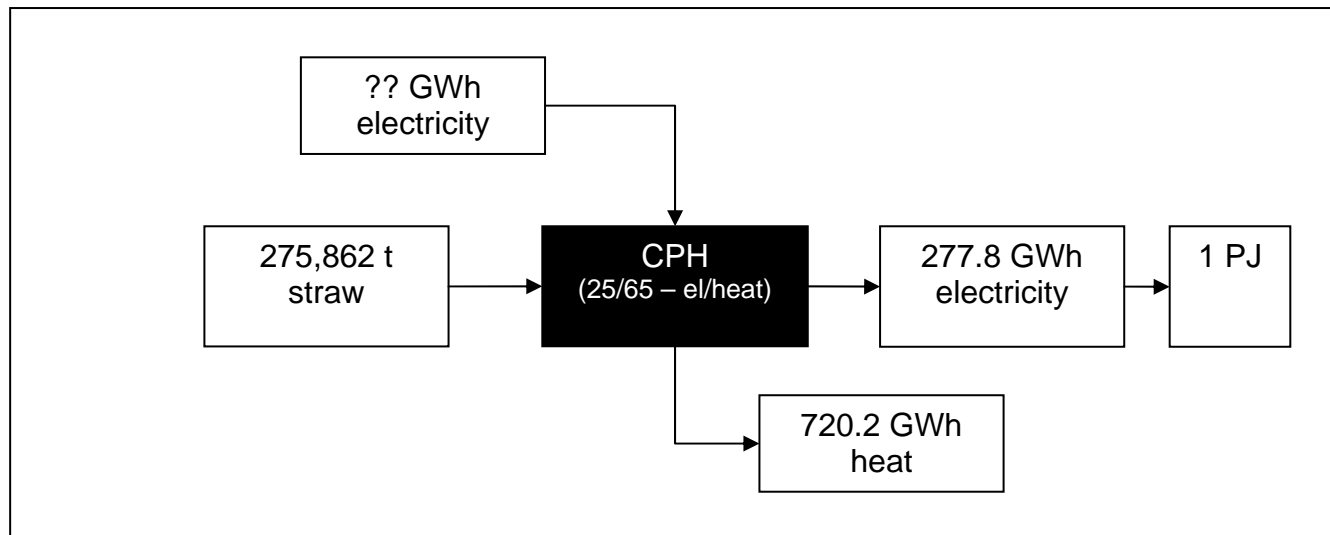 ?? GWh
electricity
275,862 t
straw
CPH
(25/65 – el/heat)
277.8 GWh
electricity
1 PJ
720.2 GWh
heat